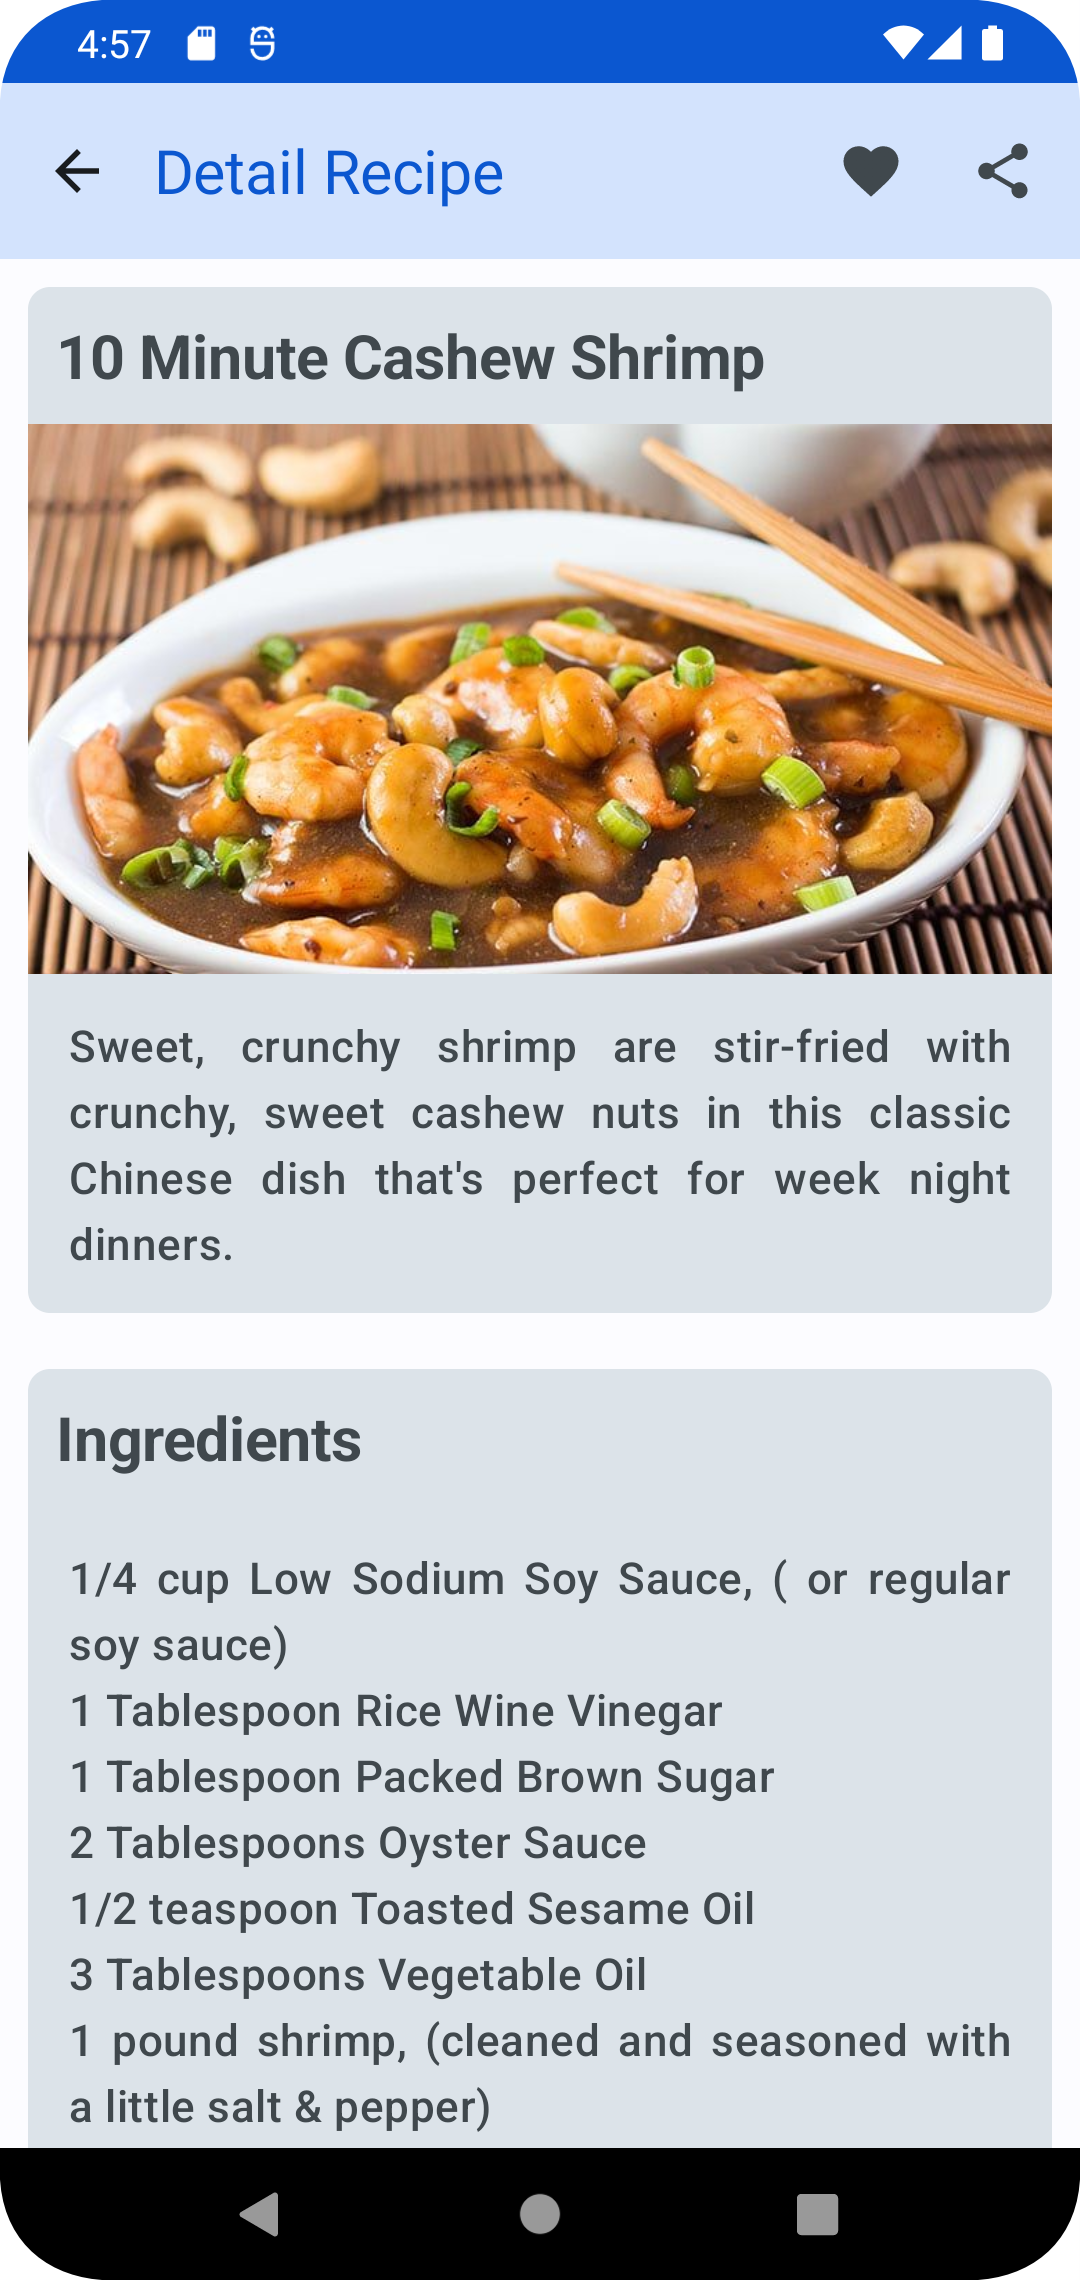 4:57
Detail Recipe
10 Minute Cashew Shrimp
Sweet, crunchy shrimp are stir-fried with
crunchy, sweet cashew nuts in this classic
Chinese dish that's perfect for week night
dinners.
Ingredients
1/4 cup Low Sodium Soy Sauce, ( or regular
soy sauce)
1 Tablespoon Rice Wine Vinegar
1 Tablespoon Packed Brown Sugar
2 Tablespoons Oyster Sauce
1/2 teaspoon Toasted Sesame Oil
3 Tablespoons Vegetable Oil
1 pound shrimp, (cleaned and seasoned with
a little salt & pepper)